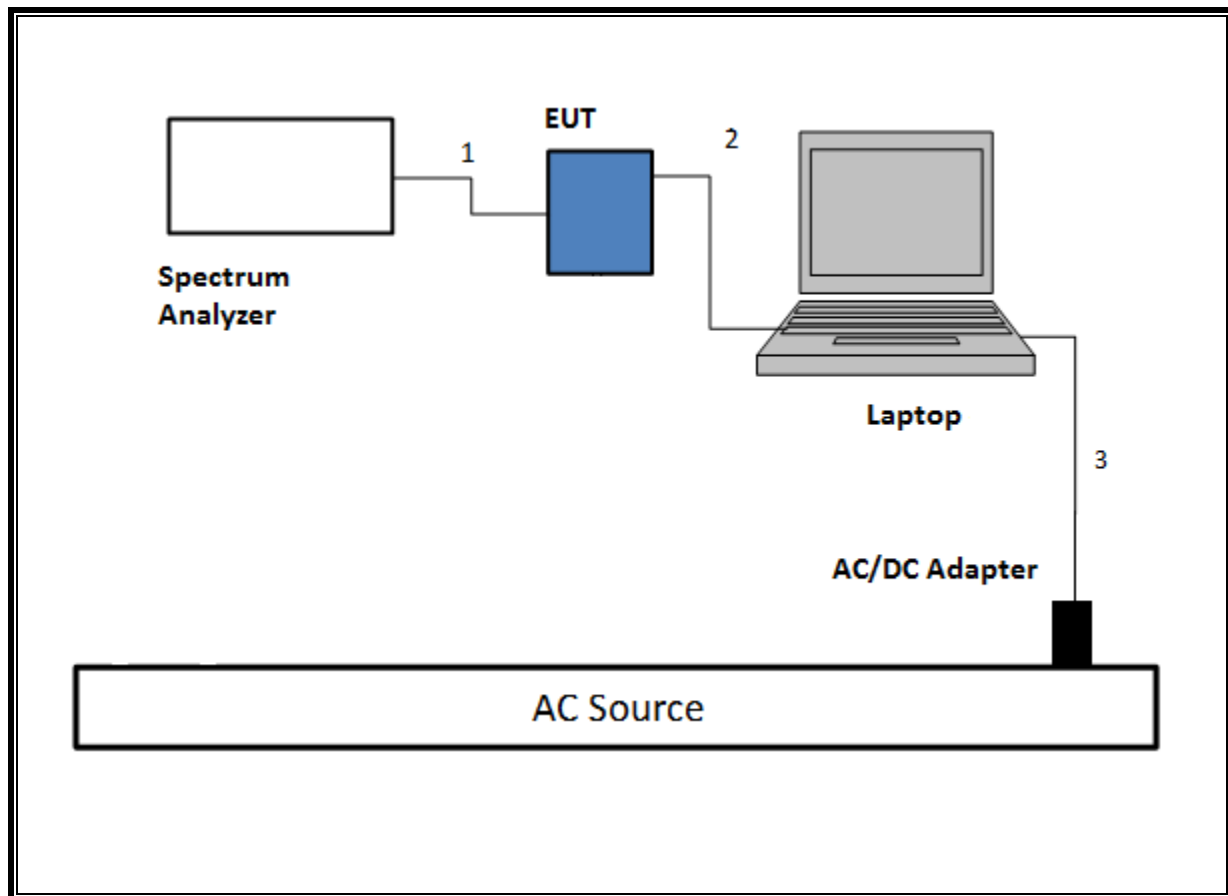 EUT
1
2
Spectrum
Analyzer
Laptop
3
AC/DC Adapter
AC Source